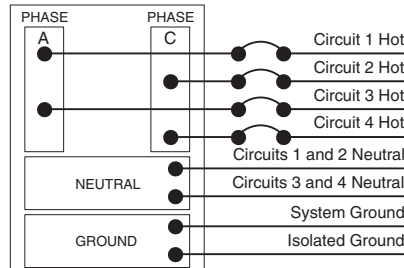 PHASE PHASE
A C
Circuit 1 Hot
Circuit 2 Hot
Circuit 3 Hot
Circuit 4 Hot
Circuits 1 and 2 Neutral
NEUTRAL
Circuits 3 and 4 Neutral
System Ground
GROUND
Isolated Ground